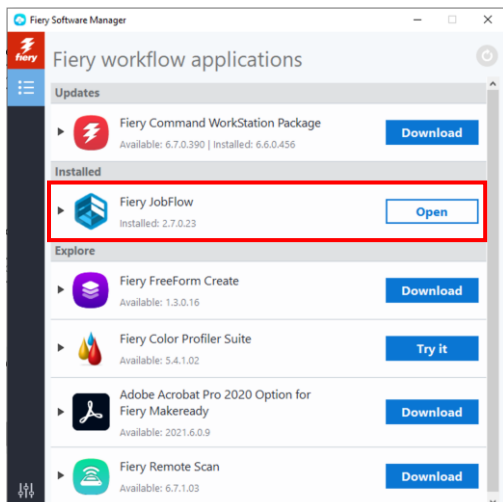 Fiery Software Manager
fiery
Fiery workflow applications
Updates
Fiery Command WorkStation Package
Available: 6.7.0.390 | Installed: 6.6.0.456
Download
Installed
Fiery JobFlow
Installed: 2.7.0.23
Open
Explore
Fiery FreeForm Create
Available: 1.3.0.16
Download
Fiery Color Profiler Suite
Available: 5.4.1.02
Try it
Adobe Acrobat Pro 2020 Option for
Fiery Makeready
Available: 2021.6.0.9
Download
Fiery Remote Scan
Available: 6.7.1.03
Download